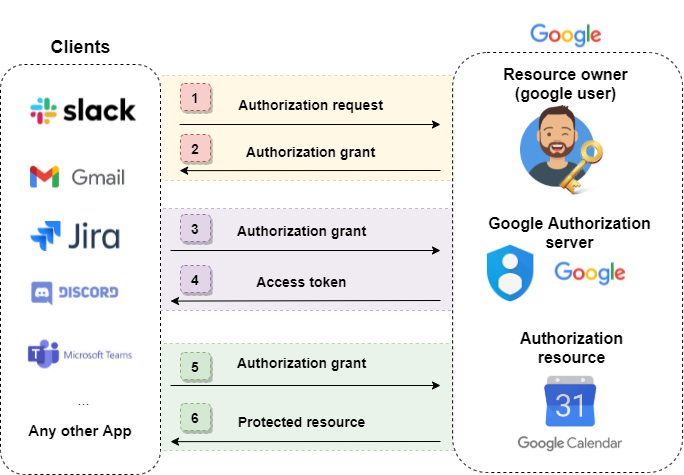 Google
Clients
Resource owner
(google user)
slack
1
Authorization request
2
Authorization grant
Gmail
Jira
3
Authorization grant
Google Authorization
server
4
Access token
Google
DISCORD
Authorization
resource
Microsoft Teams
5
Authorization grant
31
...
6
Protected resource
Any other App
Google Calendar